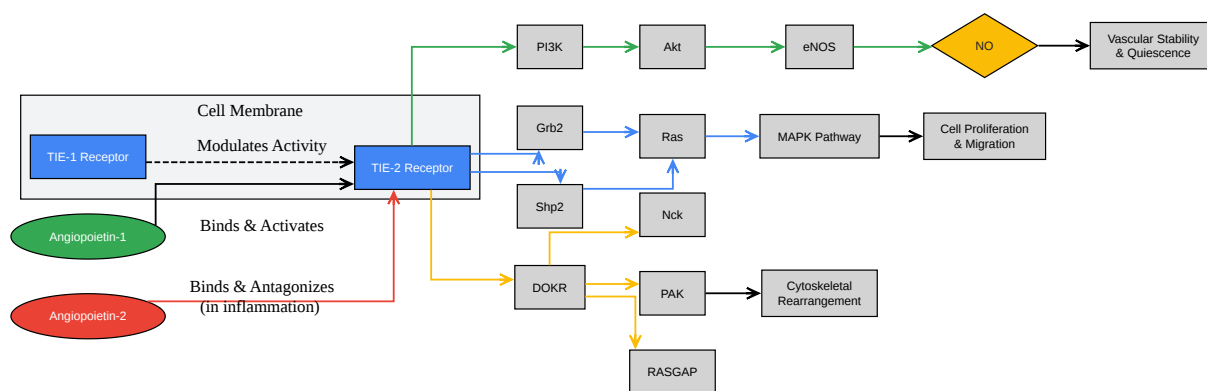 PI3K
Akt
eNOS
NO
Vascular Stability
& Quiescence
Cell Membrane
TIE-1 Receptor
Modulates Activity
TIE-2 Receptor
Grb2
Ras
MAPK Pathway
Cell Proliferation
& Migration
Shp2
Nck
Angiopoietin-1
Binds & Activates
Angiopoietin-2
Binds & Antagonizes
(in inflammation)
DOKR
PAK
Cytoskeletal
Rearrangement
RASGAP